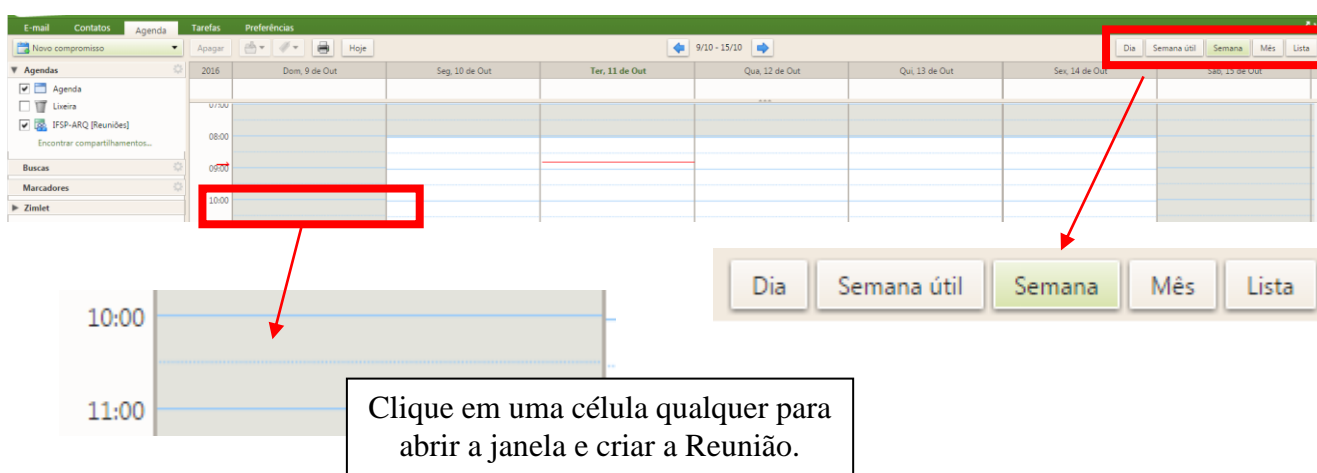 E-mail Contatos Agenda Tarefas Preferências
Novo compromisso Apagar Hoje 9/10 - 15/10 Dia Semana útil Semana Mês Lista
Agendas 2016 Dom, 9 de Out Seg, 10 de Out Ter, 11 de Out Qua, 12 de Out Qui, 13 de Out Sex, 14 de Out Sáb, 15 de Out
Agenda
Lixeira
07:00
IFSP-ARQ [Reuniões]
08:00
Encontrar compartilhamentos...
Buscas
09:00
Marcadores
10:00
Zimlet
Dia Semana útil Semana Mês Lista
10:00
11:00
Clique em uma célula qualquer para
abrir a janela e criar a Reunião.